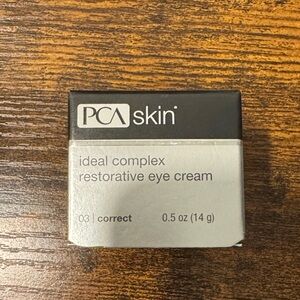 PCA skin®
ideal complex
restorative eye cream
03 | correct 0.5 oz (14 g)